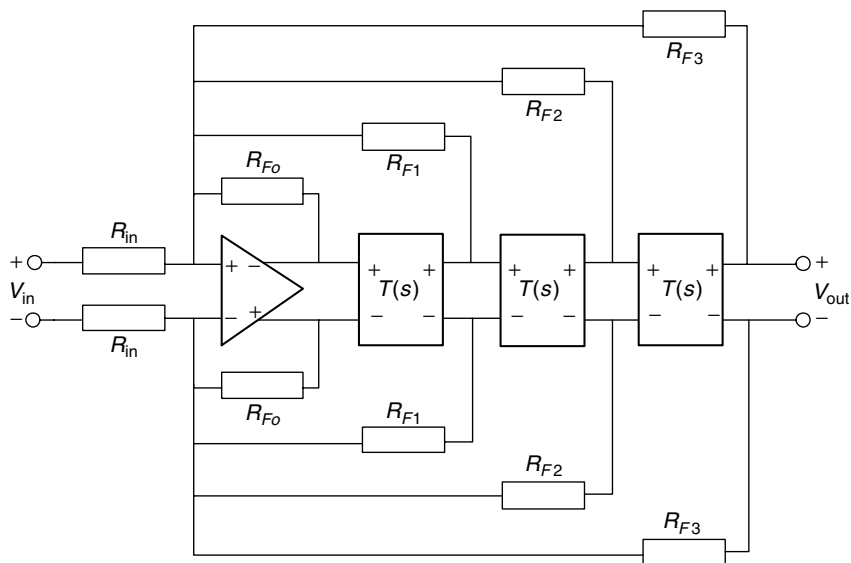 R_F3
R_F2
R_F1
R_Fo
R_in
+ + − + + + + + + +
V_in T(s) T(s) T(s) V_out
− − + − − − − − − −
R_in
R_Fo
R_F1
R_F2
R_F3